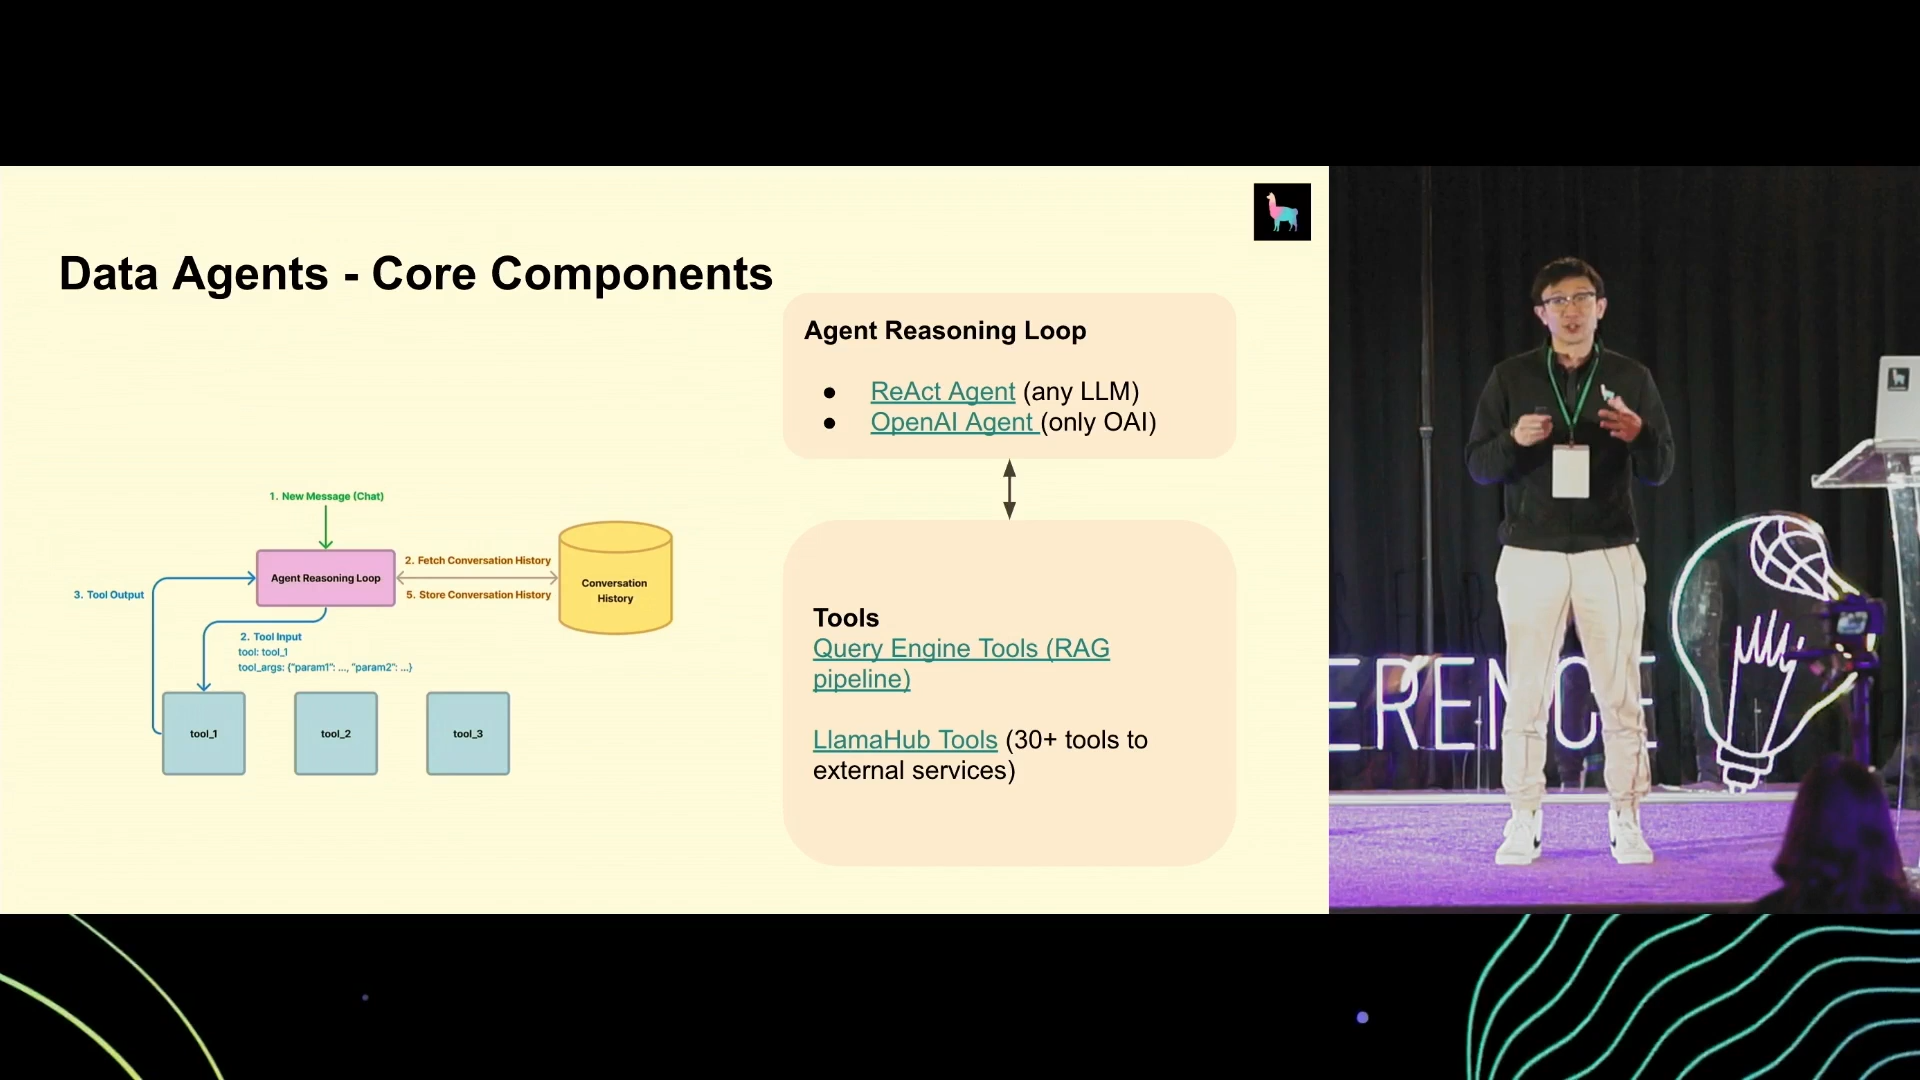 Data Agents - Core Components
1. New Message (Chat)
Agent Reasoning Loop
2. Fetch Conversation History
5. Store Conversation History
Conversation
History
3. Tool Output
2. Tool Input
tool: tool_1
tool_args: {"param1": ..., "param2": ...}
tool_1
tool_2
tool_3
Agent Reasoning Loop
● ReAct Agent (any LLM)
● OpenAI Agent (only OAI)
Tools
Query Engine Tools (RAG
pipeline)
LlamaHub Tools (30+ tools to
external services)
ERENCE